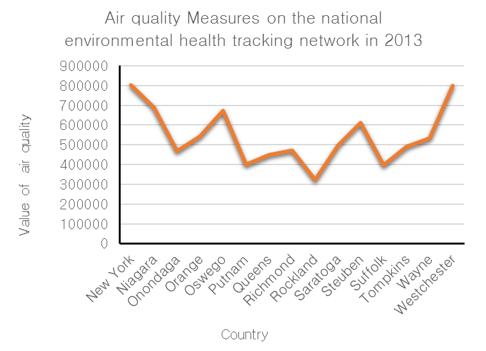 Air quality Measures on the national
environmental health tracking network in 2013
Value of air quality
900000
800000
700000
600000
500000
400000
300000
200000
100000
0
New York
Niagara
Onondaga
Orange
Oswego
Putnam
Queens
Richmond
Rockland
Saratoga
Steuben
Suffolk
Tompkins
Wayne
Westchester
Country